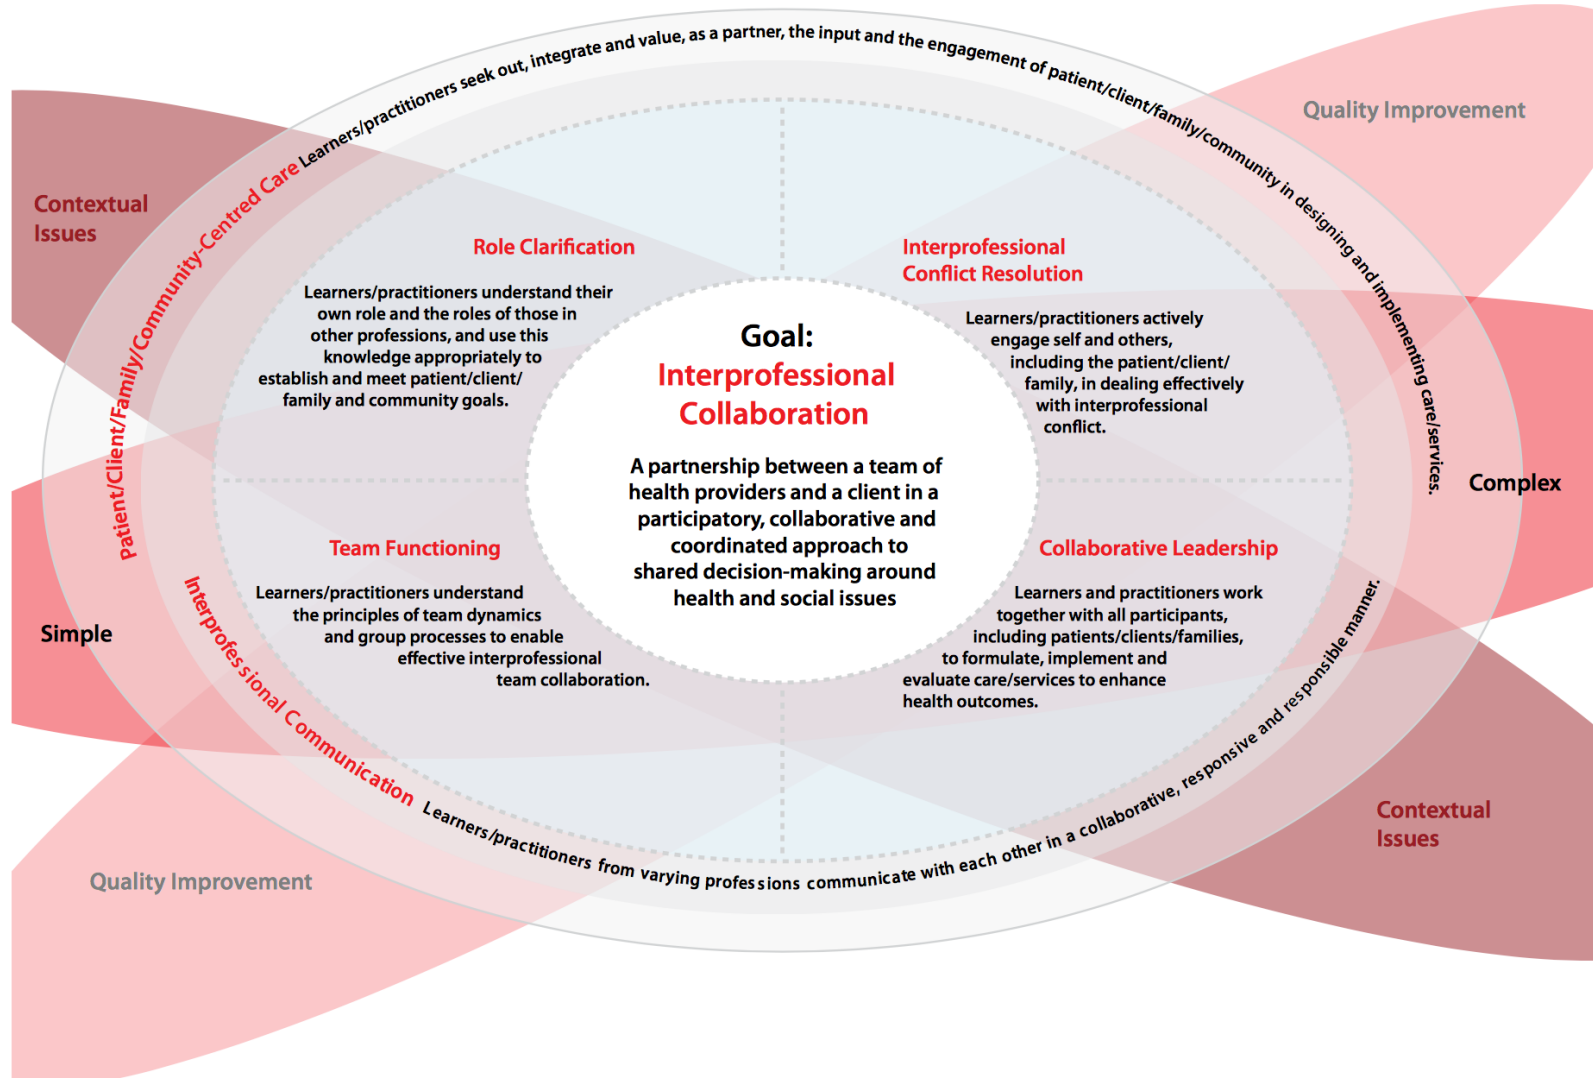 Patient/Client/Family/Community-Centred Care Learners/practitioners seek out, integrate and value, as a partner, the input and the engagement of patient/client/family/community in designing and implementing care/services.
Quality Improvement
Contextual
Issues
Role Clarification
Learners/practitioners understand their
own role and the roles of those in
other professions, and use this
knowledge appropriately to
establish and meet patient/client/
family and community goals.
Interprofessional
Conflict Resolution
Learners/practitioners actively
engage self and others,
including the patient/client/
family, in dealing effectively
with interprofessional
conflict.
Goal:
Interprofessional
Collaboration
A partnership between a team of
health providers and a client in a
participatory, collaborative and
coordinated approach to
shared decision-making around
health and social issues
Complex
Team Functioning
Learners/practitioners understand
the principles of team dynamics
and group processes to enable
effective interprofessional
team collaboration.
Collaborative Leadership
Learners and practitioners work
together with all participants,
including patients/clients/families,
to formulate, implement and
evaluate care/services to enhance
health outcomes.
Simple
Interprofessional Communication Learners/practitioners from varying professions communicate with each other in a collaborative, responsive and responsible manner.
Contextual
Issues
Quality Improvement